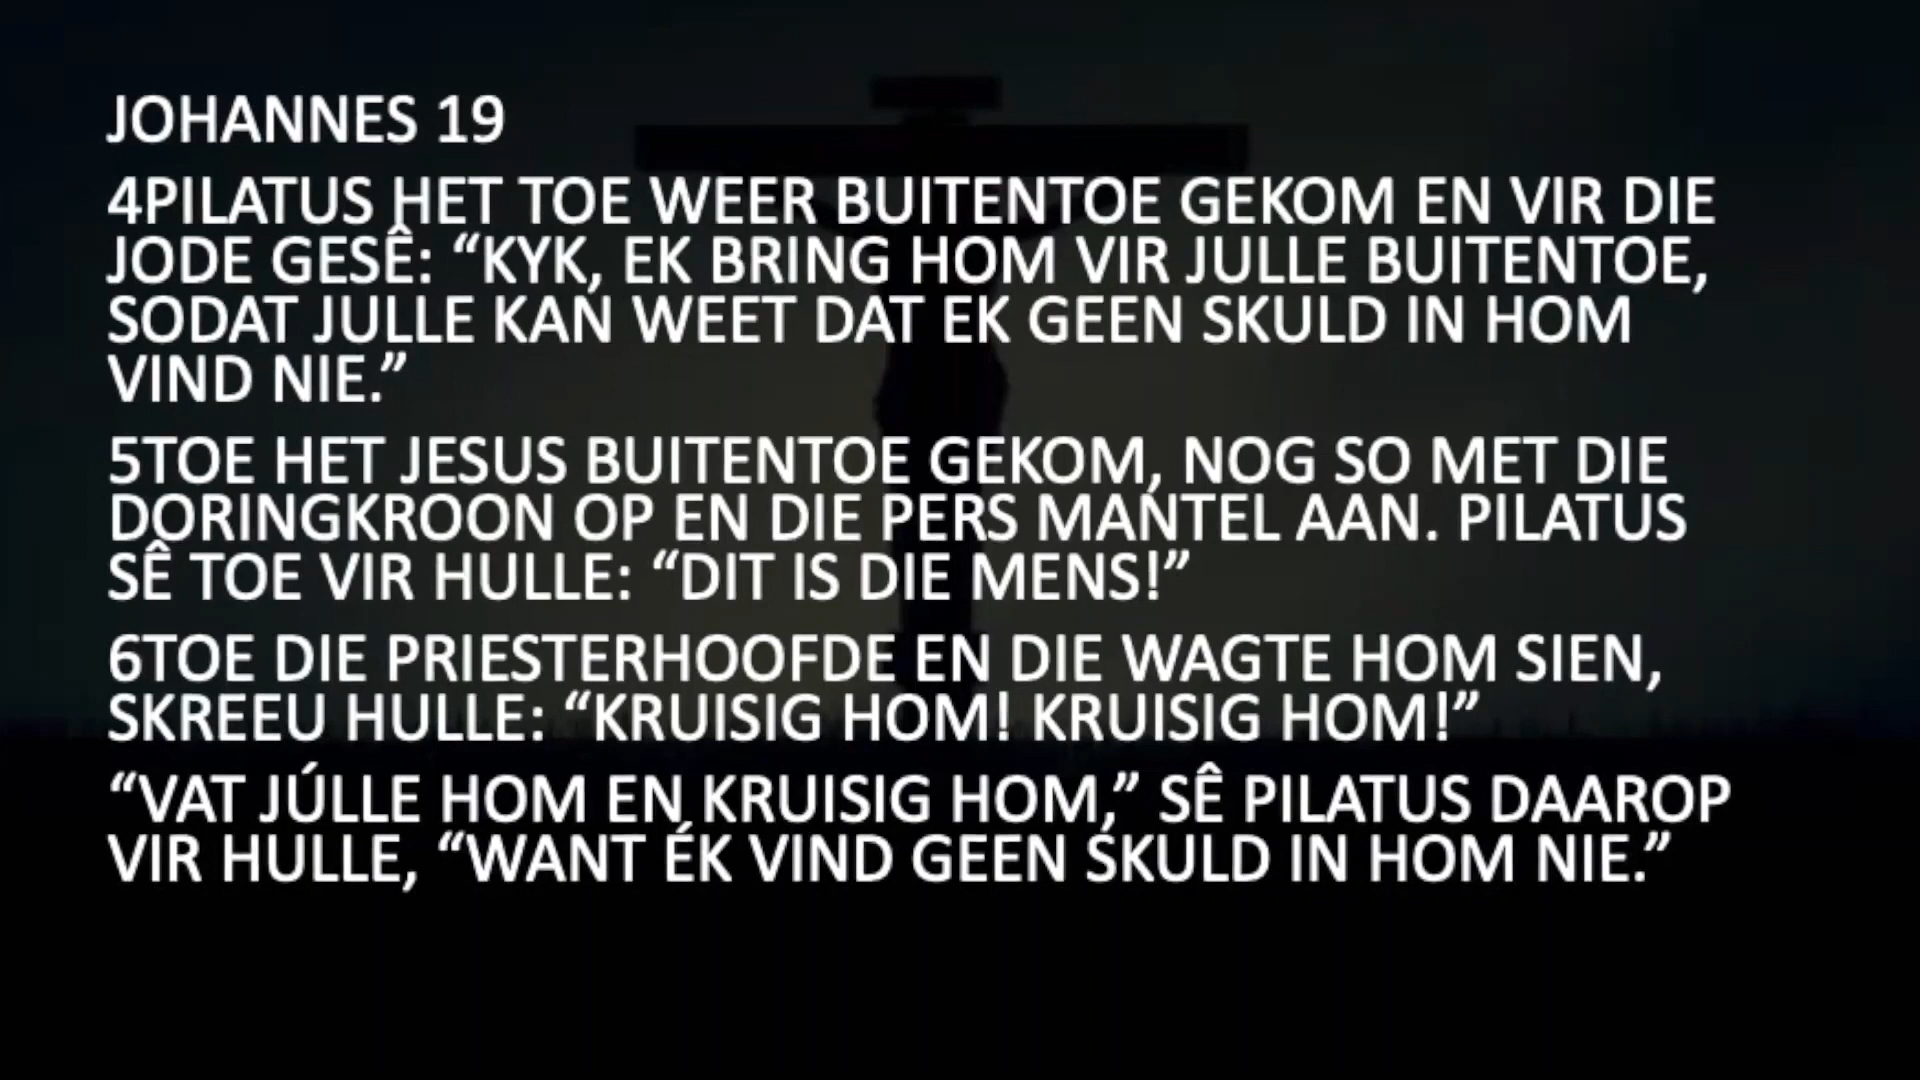 JOHANNES 19
4PILATUS HET TOE WEER BUITENTOE GEKOM EN VIR DIE
JODE GESÊ: “KYK, EK BRING HOM VIR JULLE BUITENTOE,
SODAT JULLE KAN WEET DAT EK GEEN SKULD IN HOM
VIND NIE.”
5TOE HET JESUS BUITENTOE GEKOM, NOG SO MET DIE
DORINGKROON OP EN DIE PERS MANTEL AAN. PILATUS
SÊ TOE VIR HULLE: “DIT IS DIE MENS!”
6TOE DIE PRIESTERHOOFDE EN DIE WAGTE HOM SIEN,
SKREEU HULLE: “KRUISIG HOM! KRUISIG HOM!”
“VAT JÚLLE HOM EN KRUISIG HOM,” SÊ PILATUS DAAROP
VIR HULLE, “WANT ÉK VIND GEEN SKULD IN HOM NIE.”